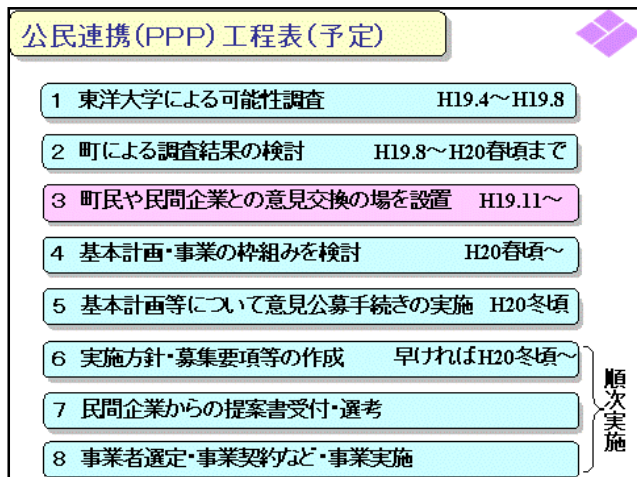 公民連携(PPP)工程表(予定)
1 東洋大学による可能性調査 H19.4～H19.8
2 町による調査結果の検討 H19.8～H20春頃まで
3 町民や民間企業との意見交換の場を設置 H19.11～
4 基本計画・事業の枠組みを検討 H20春頃～
5 基本計画等について意見公募手続きの実施 H20冬頃
6 実施方針・募集要項等の作成 早ければH20冬頃～
7 民間企業からの提案書受付・選考
8 事業者選定・事業契約など・事業実施
順次実施